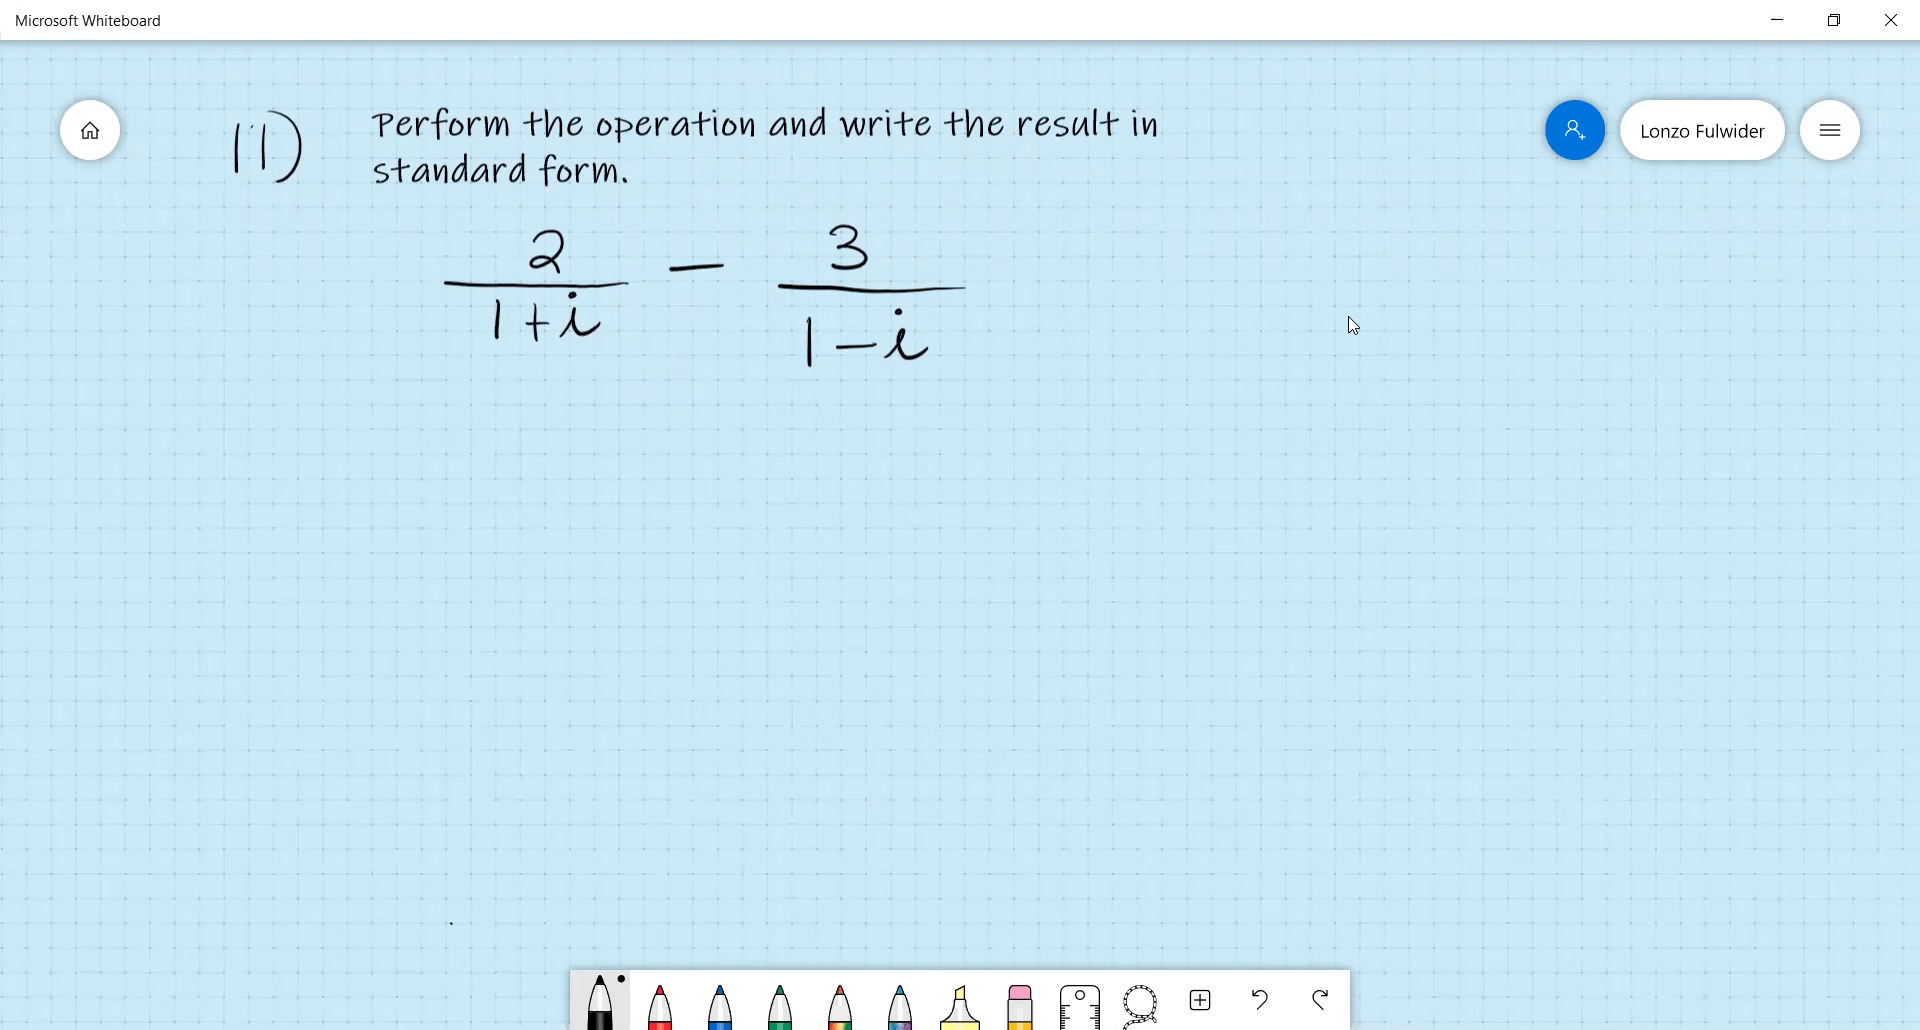 Microsoft Whiteboard
11) Perform the operation and write the result in
standard form.
Lonzo Fulwider
2 3
— − —
1+i 1−i